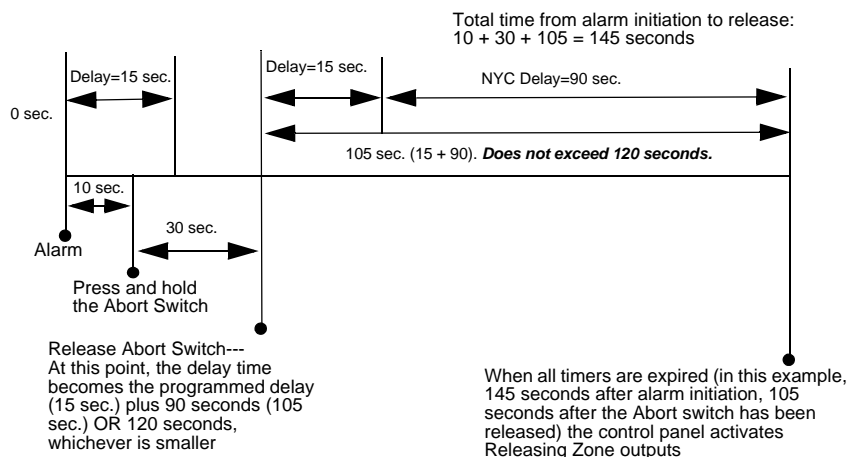 Total time from alarm initiation to release:
10 + 30 + 105 = 145 seconds
Delay=15 sec.
Delay=15 sec.
NYC Delay=90 sec.
0 sec.
105 sec. (15 + 90). Does not exceed 120 seconds.
10 sec.
30 sec.
Alarm
Press and hold
the Abort Switch
Release Abort Switch---
At this point, the delay time
becomes the programmed delay
(15 sec.) plus 90 seconds (105
sec.) OR 120 seconds,
whichever is smaller
When all timers are expired (in this example,
145 seconds after alarm initiation, 105
seconds after the Abort switch has been
released) the control panel activates
Releasing Zone outputs